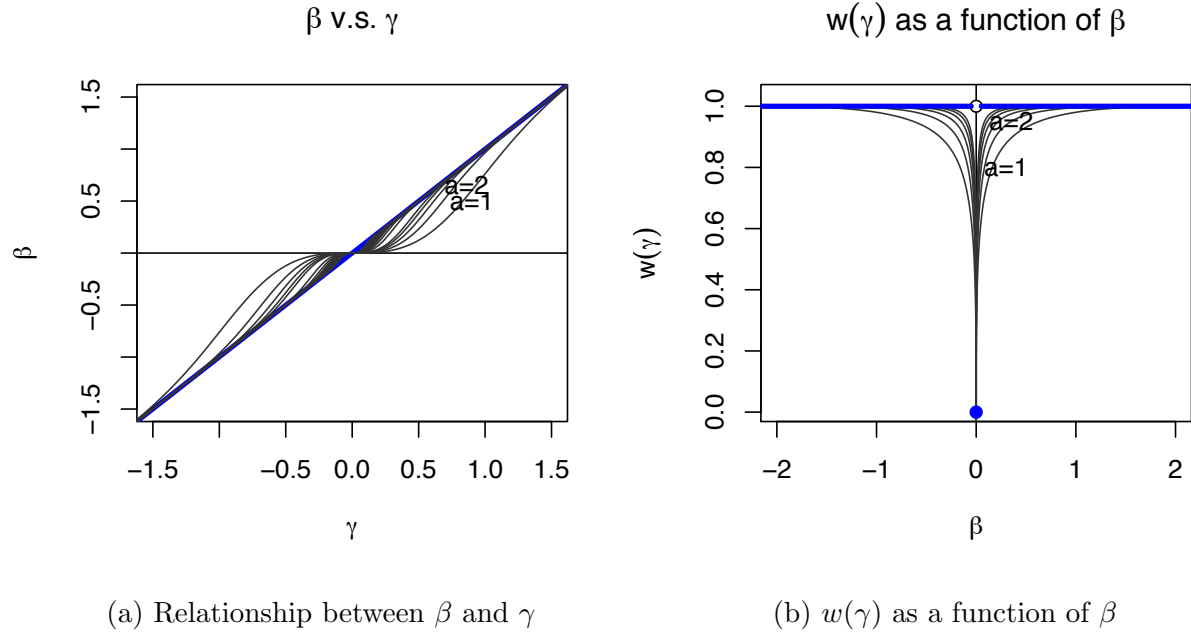 β v.s. γ
1.5
0.5
−0.5
−1.5
β
a=2
a=1
−1.5
−0.5
0.0
0.5
1.0
1.5
γ
(a) Relationship between β and γ
w(γ) as a function of β
1.0
0.8
0.6
0.4
0.2
0.0
w(γ)
a=2
a=1
−2
−1
0
1
2
β
(b) w(γ) as a function of β